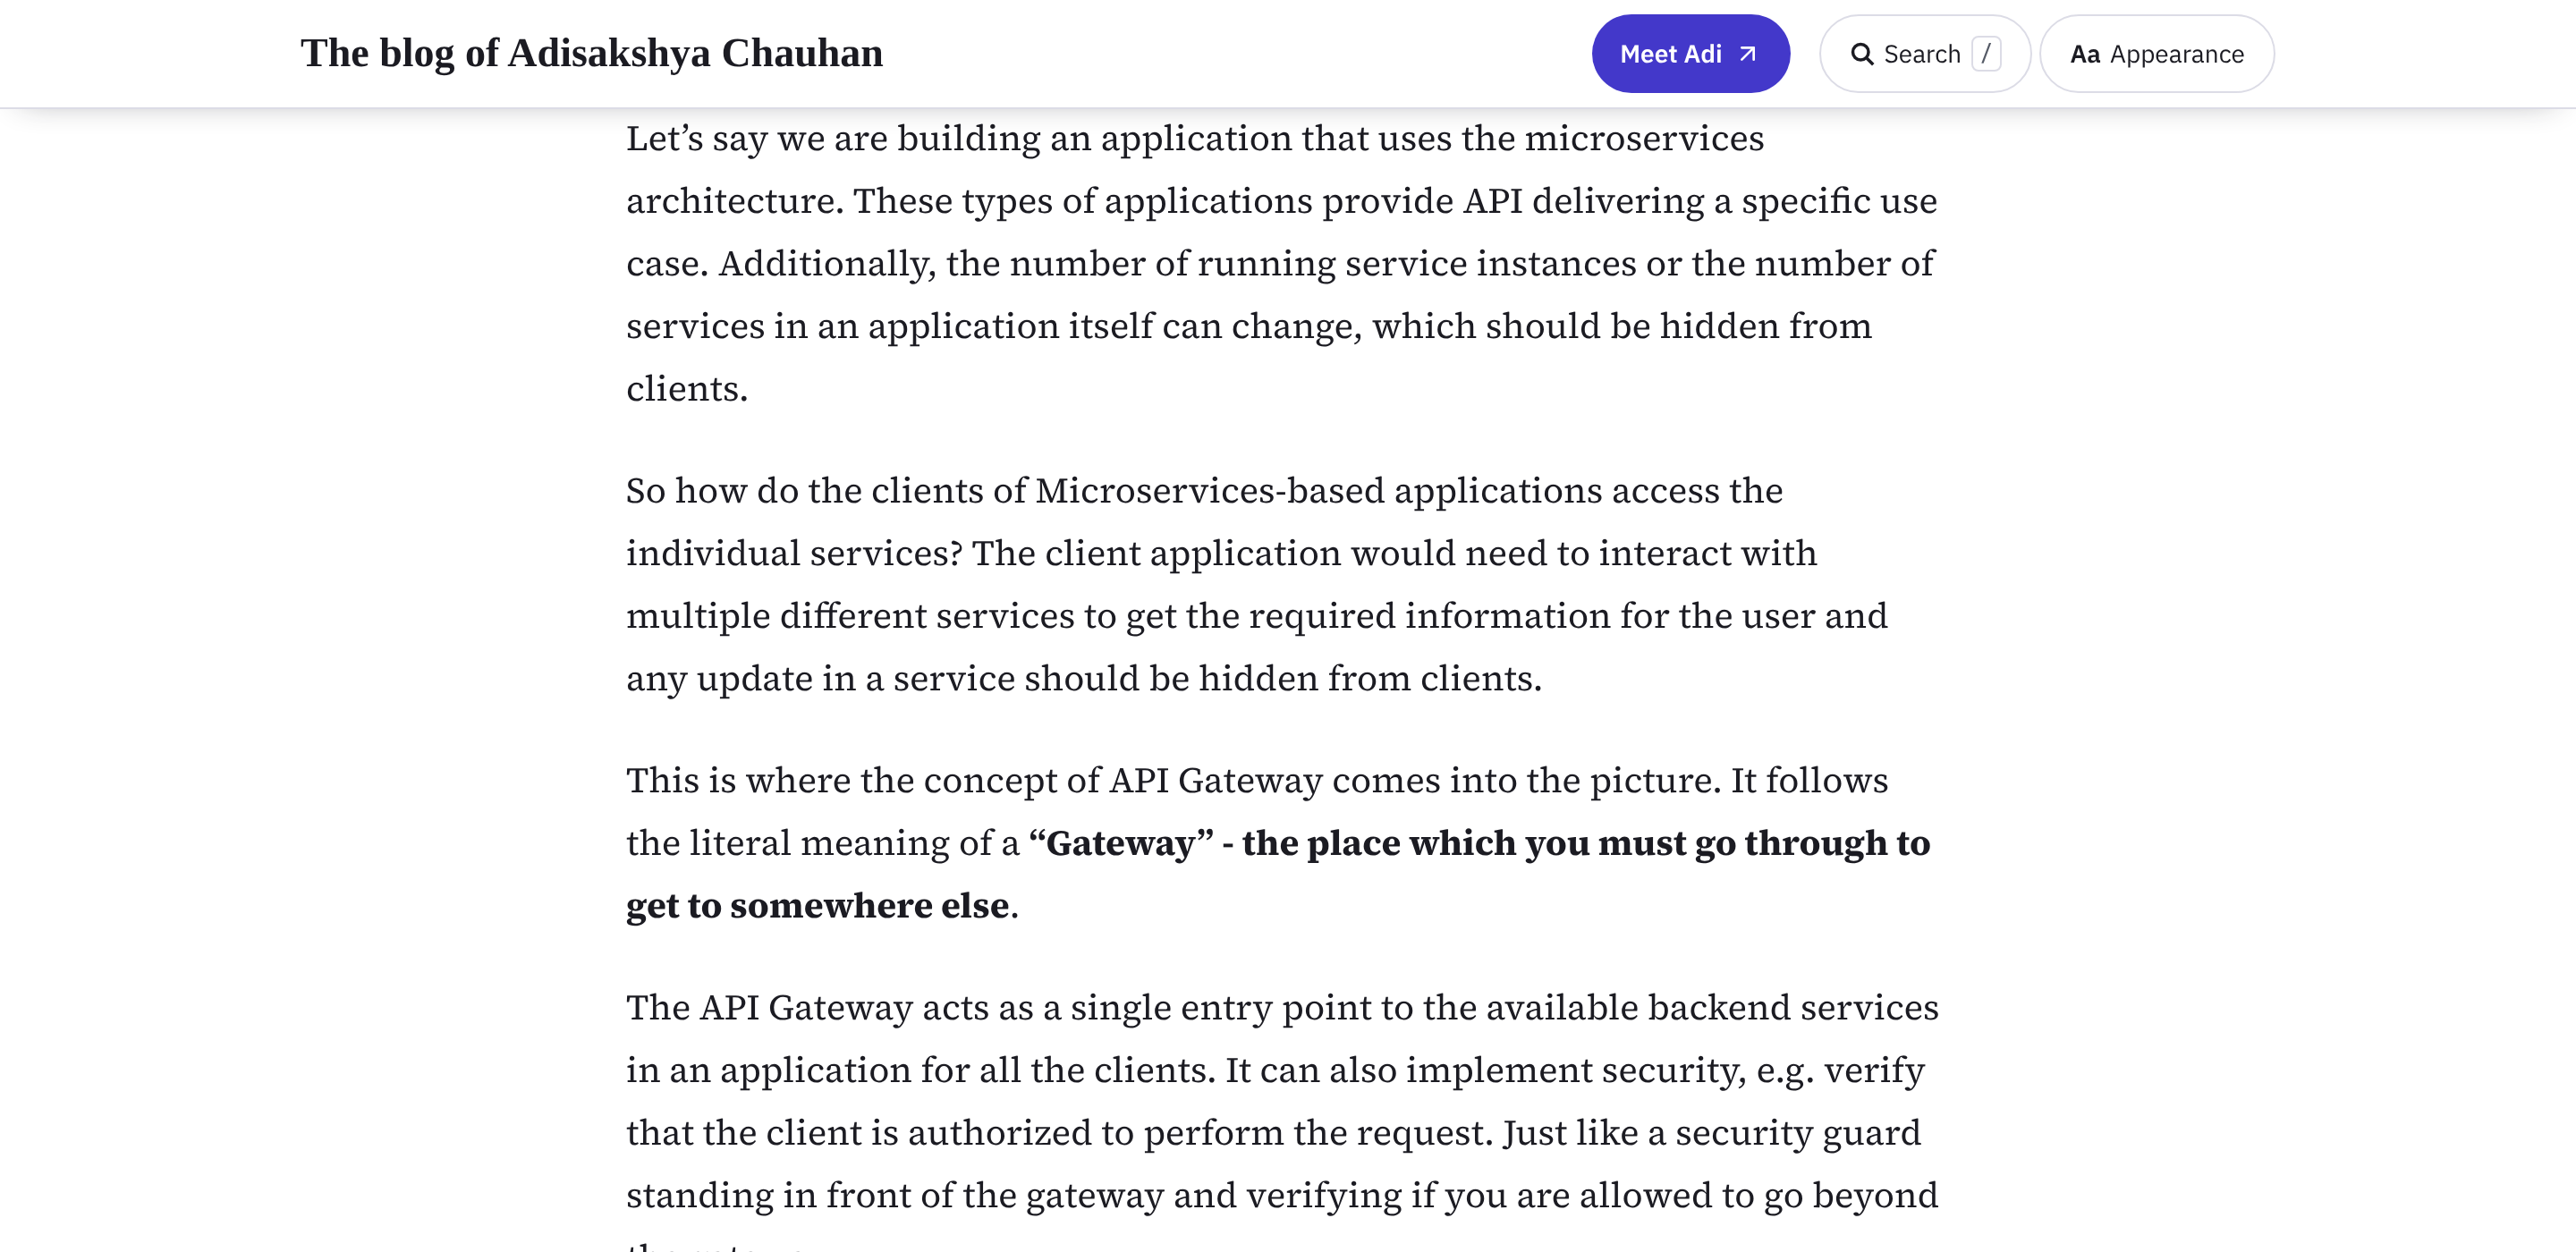 The blog of Adisakshya Chauhan
Meet Adi
Search /
Aa Appearance
Let’s say we are building an application that uses the microservices
architecture. These types of applications provide API delivering a specific use
case. Additionally, the number of running service instances or the number of
services in an application itself can change, which should be hidden from
clients.
So how do the clients of Microservices-based applications access the
individual services? The client application would need to interact with
multiple different services to get the required information for the user and
any update in a service should be hidden from clients.
This is where the concept of API Gateway comes into the picture. It follows
the literal meaning of a “Gateway” - the place which you must go through to
get to somewhere else.
The API Gateway acts as a single entry point to the available backend services
in an application for all the clients. It can also implement security, e.g. verify
that the client is authorized to perform the request. Just like a security guard
standing in front of the gateway and verifying if you are allowed to go beyond